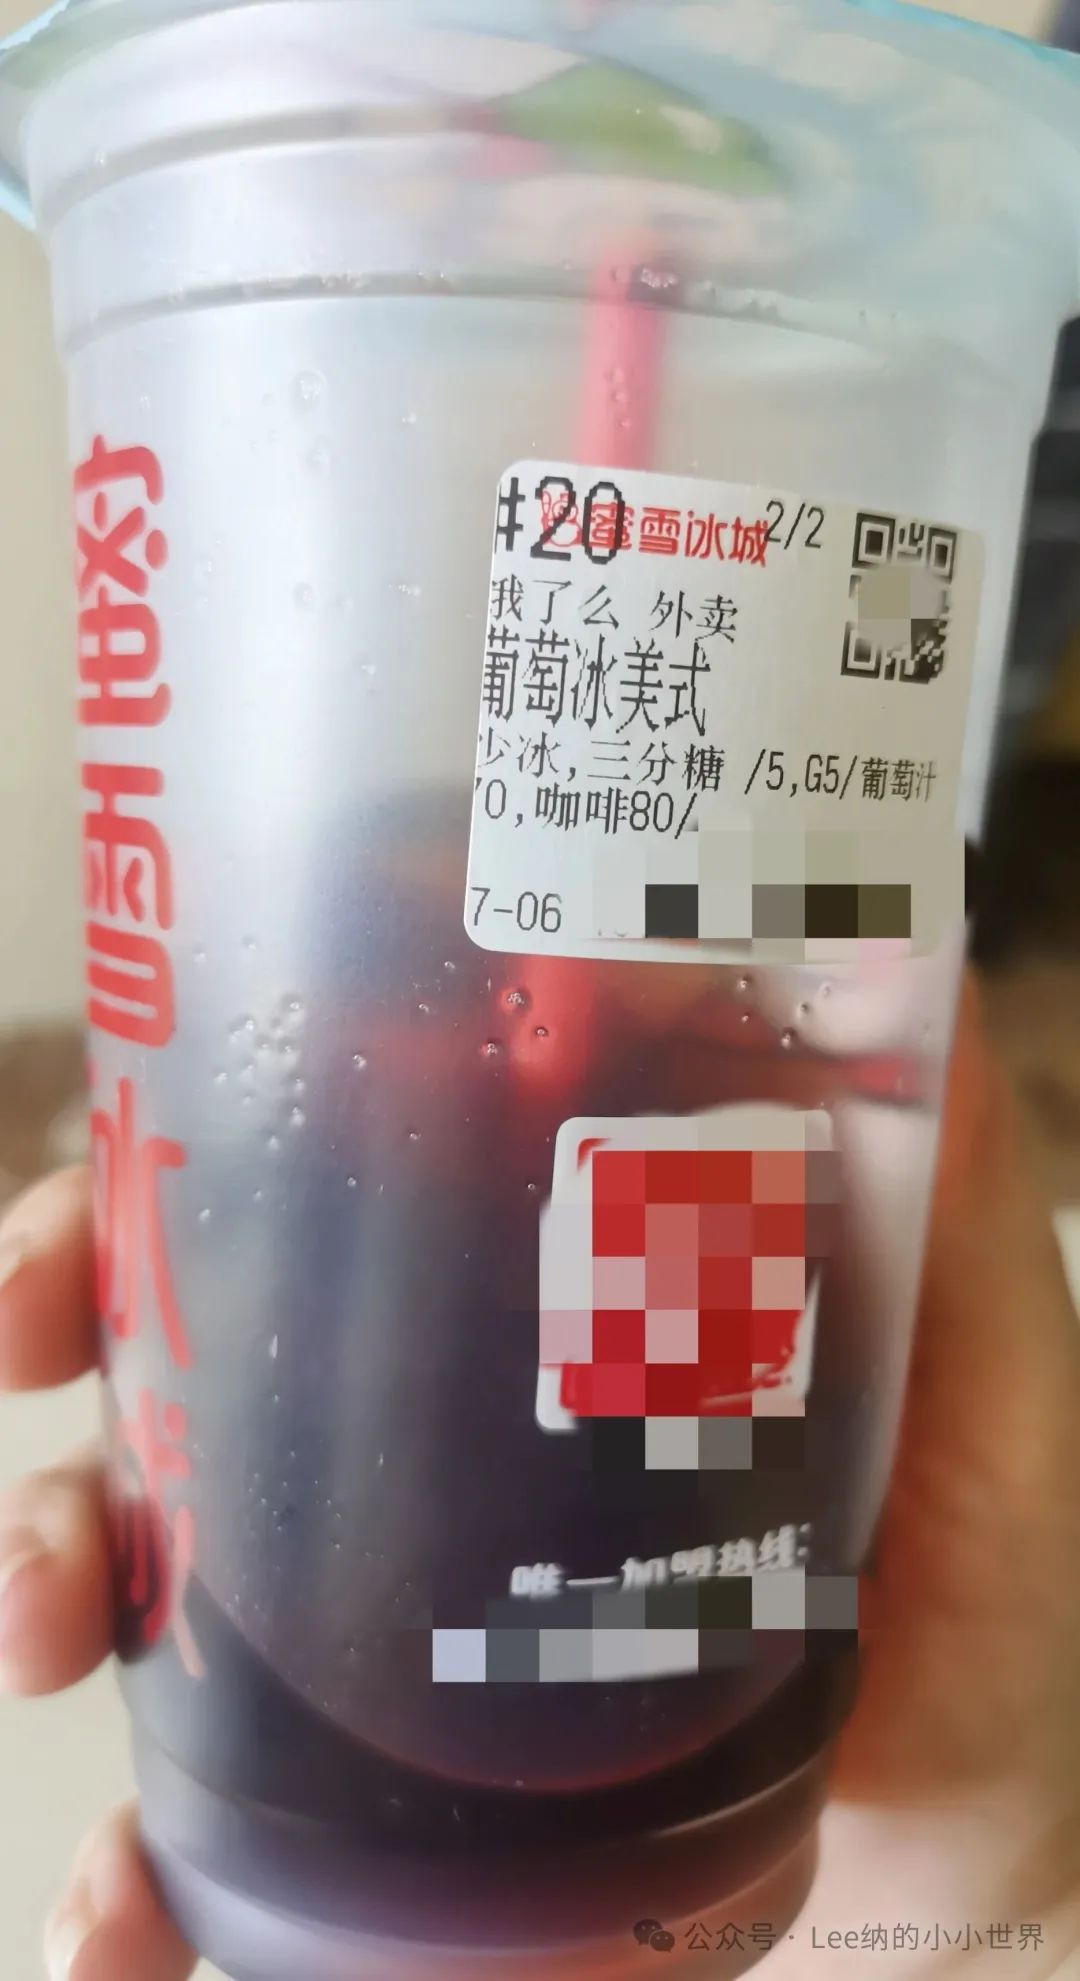 蜜雪冰城
#20 蜜雪冰城 2/2
我了么 外卖
葡萄冰美式
少冰,三分糖 /5,G5/葡萄汁
0,咖啡80/
7-06
唯一加盟热线:
公众号 · Lee纳的小小世界